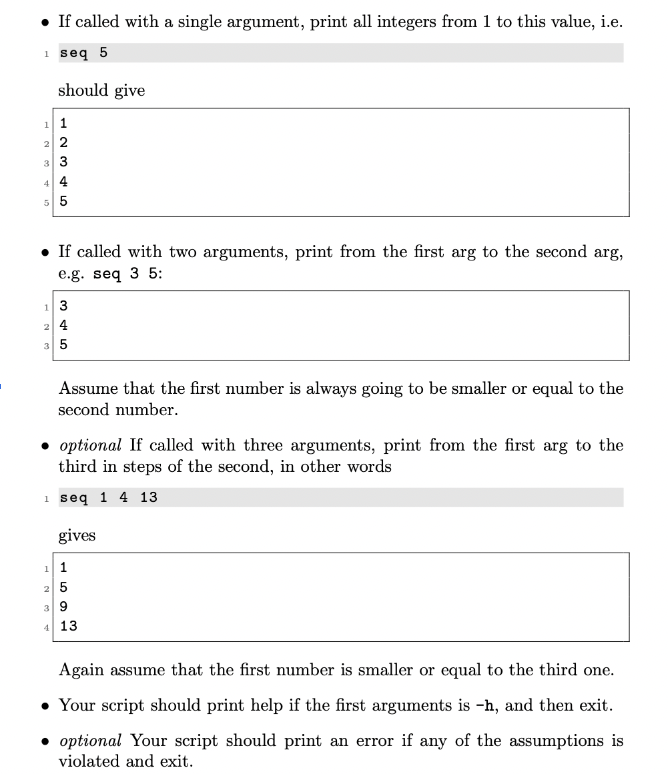 • If called with a single argument, print all integers from 1 to this value, i.e.
1 seq 5
should give
1 1
2 2
3 3
4 4
5 5
• If called with two arguments, print from the first arg to the second arg,
e.g. seq 3 5:
1 3
2 4
3 5
Assume that the first number is always going to be smaller or equal to the
second number.
• optional If called with three arguments, print from the first arg to the
third in steps of the second, in other words
1 seq 1 4 13
gives
1 1
2 5
3 9
4 13
Again assume that the first number is smaller or equal to the third one.
• Your script should print help if the first arguments is -h, and then exit.
• optional Your script should print an error if any of the assumptions is
violated and exit.